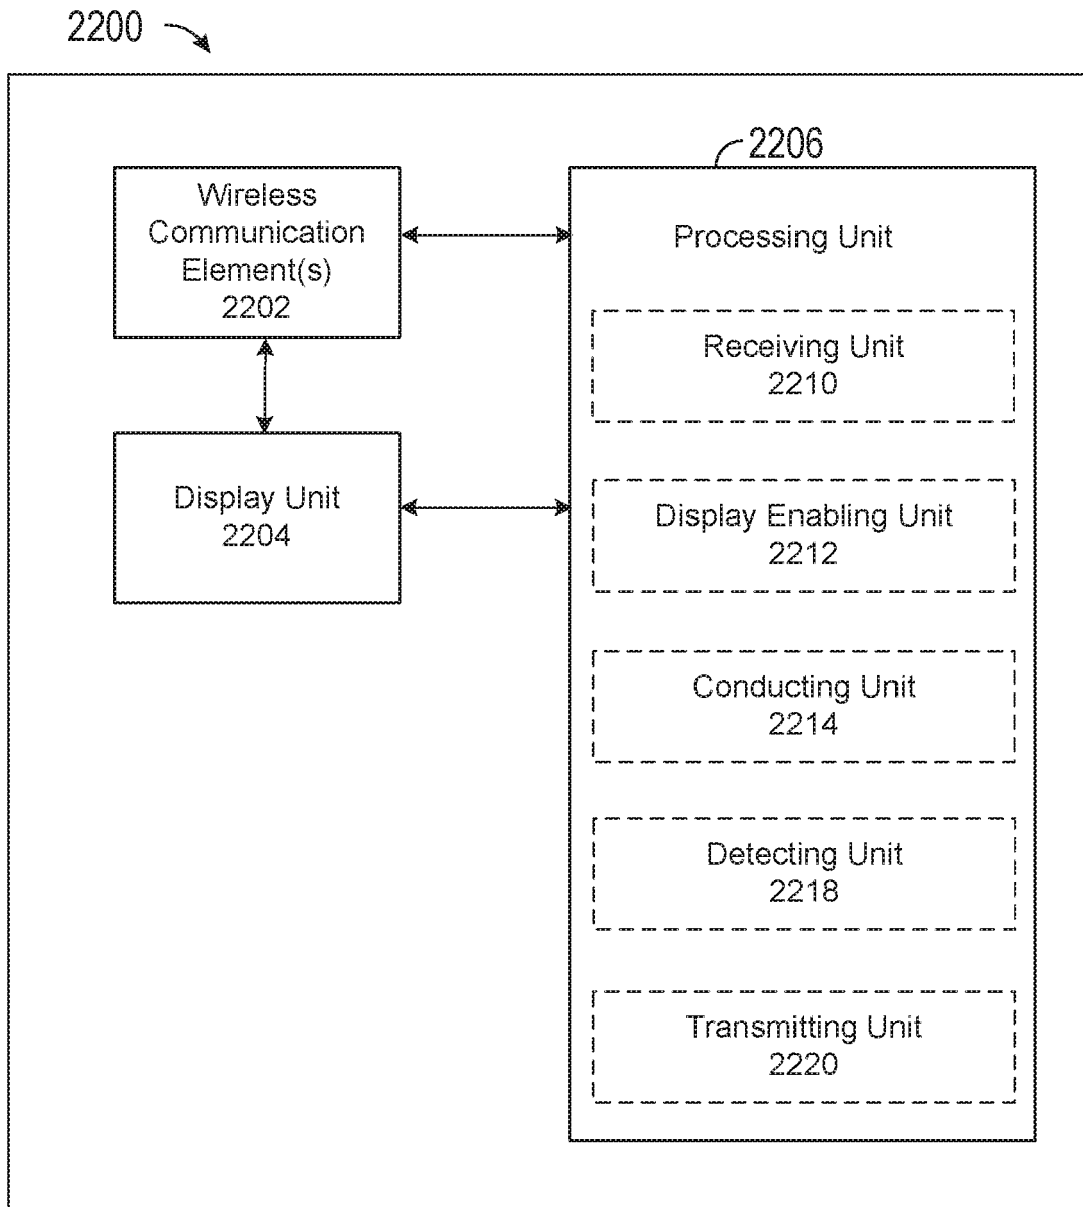 2200
2206
Wireless
Communication
Element(s)
2202
Display Unit
2204
Processing Unit
Receiving Unit
2210
Display Enabling Unit
2212
Conducting Unit
2214
Detecting Unit
2218
Transmitting Unit
2220